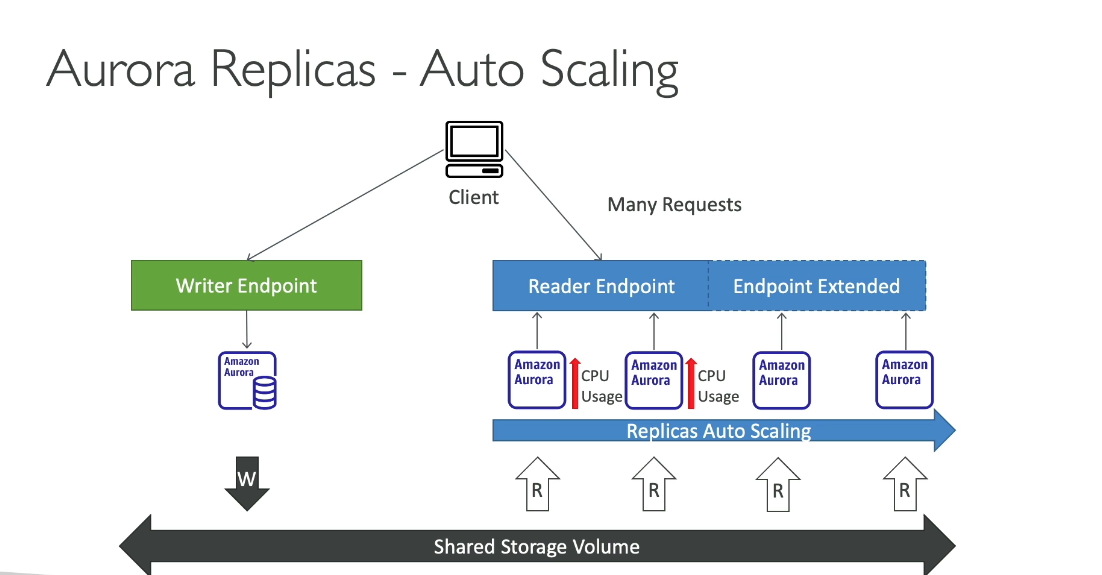 Aurora Replicas - Auto Scaling
Client
Many Requests
Writer Endpoint
Reader Endpoint
Endpoint Extended
Amazon
Aurora
Amazon
Aurora
CPU
Usage
Amazon
Aurora
CPU
Usage
Amazon
Aurora
Amazon
Aurora
Replicas Auto Scaling
W
R
R
R
R
Shared Storage Volume